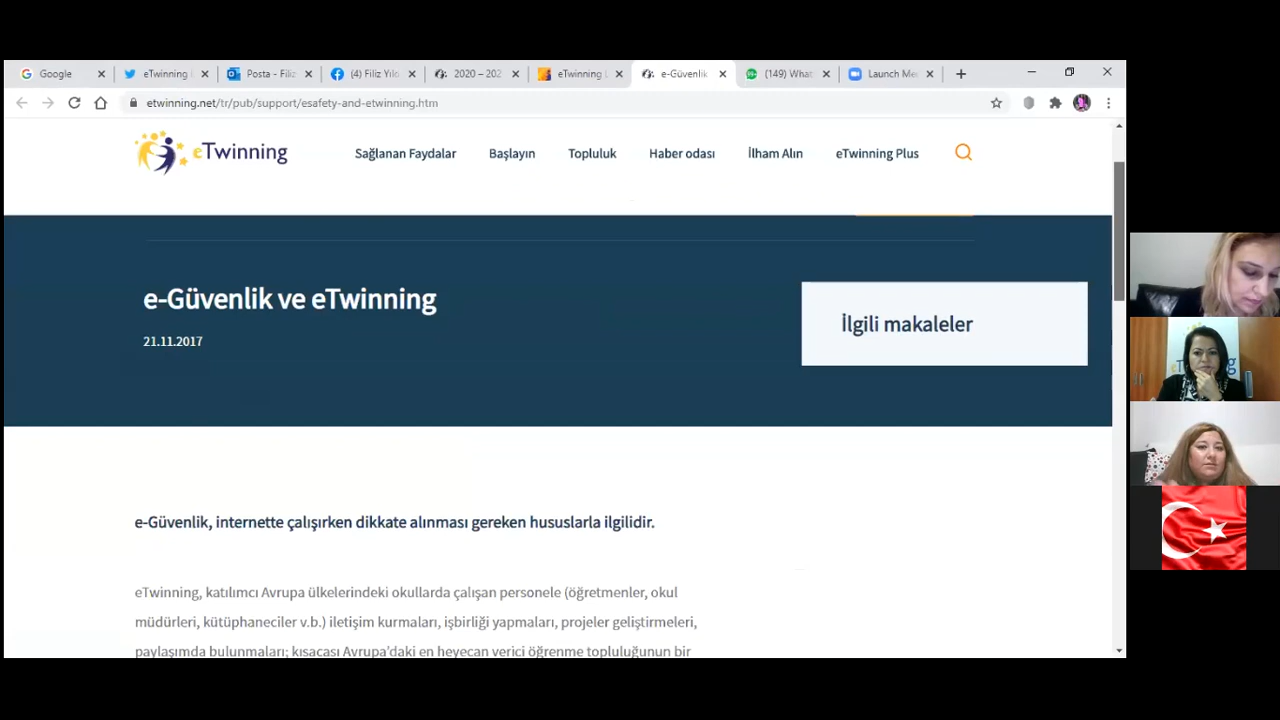 Google
eTwinning
Posta - Filiz
(4) Filiz Yılo
2020 – 202
eTwinning L
e-Güvenlik
(149) What
Launch Me
etwinning.net/tr/pub/support/esafety-and-etwinning.htm
eTwinning
Sağlanan Faydalar
Başlayın
Topluluk
Haber odası
İlham Alın
eTwinning Plus
e-Güvenlik ve eTwinning
21.11.2017
İlgili makaleler
e-Güvenlik, internette çalışırken dikkate alınması gereken hususlarla ilgilidir.
eTwinning, katılımcı Avrupa ülkelerindeki okullarda çalışan personele (öğretmenler, okul
müdürleri, kütüphaneciler v.b.) iletişim kurmaları, işbirliği yapmaları, projeler geliştirmeleri,
paylaşımda bulunmaları; kısacası Avrupa'daki en heyecan verici öğrenme topluluğunun bir